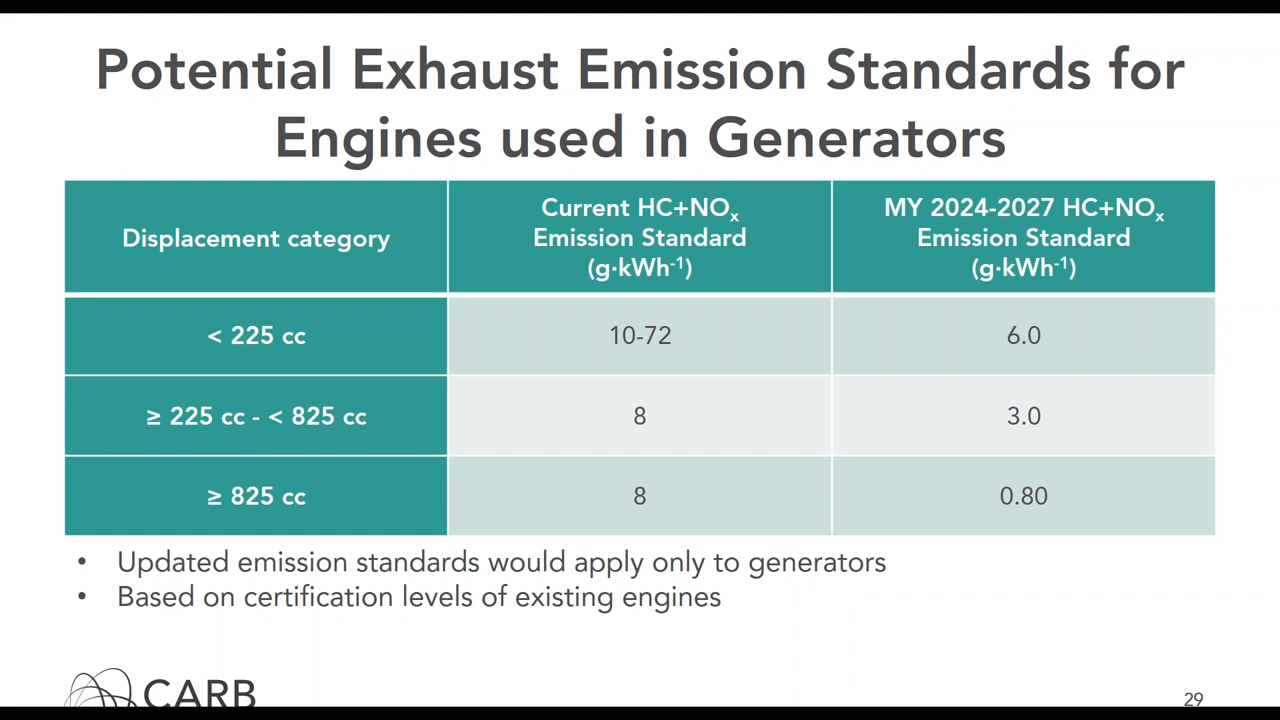 Potential Exhaust Emission Standards for
Engines used in Generators
Displacement category
Current HC+NOx
Emission Standard
(g·kWh-1)
MY 2024-2027 HC+NOx
Emission Standard
(g·kWh-1)
< 225 cc
10-72
6.0
≥ 225 cc - < 825 cc
8
3.0
≥ 825 cc
8
0.80
• Updated emission standards would apply only to generators
• Based on certification levels of existing engines
CARB
29